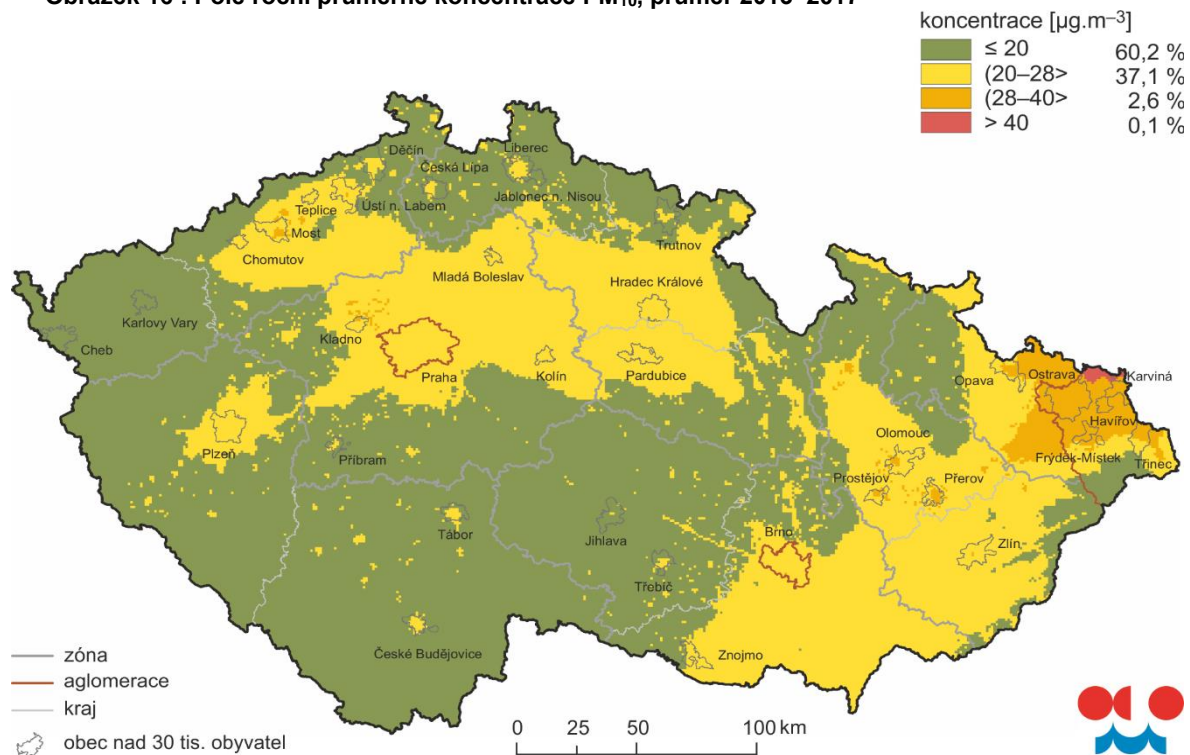 koncentrace [µg.m⁻³]
≤ 20 60,2 %
(20–28> 37,1 %
(28–40> 2,6 %
> 40 0,1 %
Děčín
Liberec
Česká Lípa
Teplice
Ústí n. Labem
Jablonec n. Nisou
Most
Trutnov
Chomutov
Mladá Boleslav
Hradec Králové
Karlovy Vary
Kladno
Cheb
Praha
Kolín
Pardubice
Opava
Ostrava
Karviná
Havířov
Olomouc
Plzeň
Příbram
Frýdek-Místek
Třinec
Prostějov
Přerov
Tábor
Jihlava
Brno
Zlín
Třebíč
České Budějovice
Znojmo
zóna
aglomerace
kraj
obec nad 30 tis. obyvatel
0 25 50 100 km